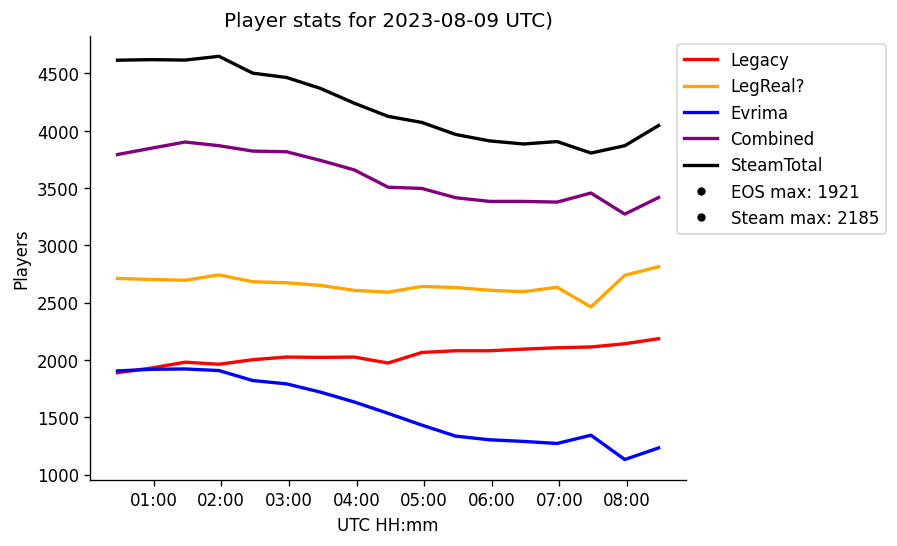 Player stats for 2023-08-09 UTC)
Players
4500
4000
3500
3000
2500
2000
1500
1000
01:00 02:00 03:00 04:00 05:00 06:00 07:00 08:00
UTC HH:mm
Legacy
LegReal?
Evrima
Combined
SteamTotal
EOS max: 1921
Steam max: 2185